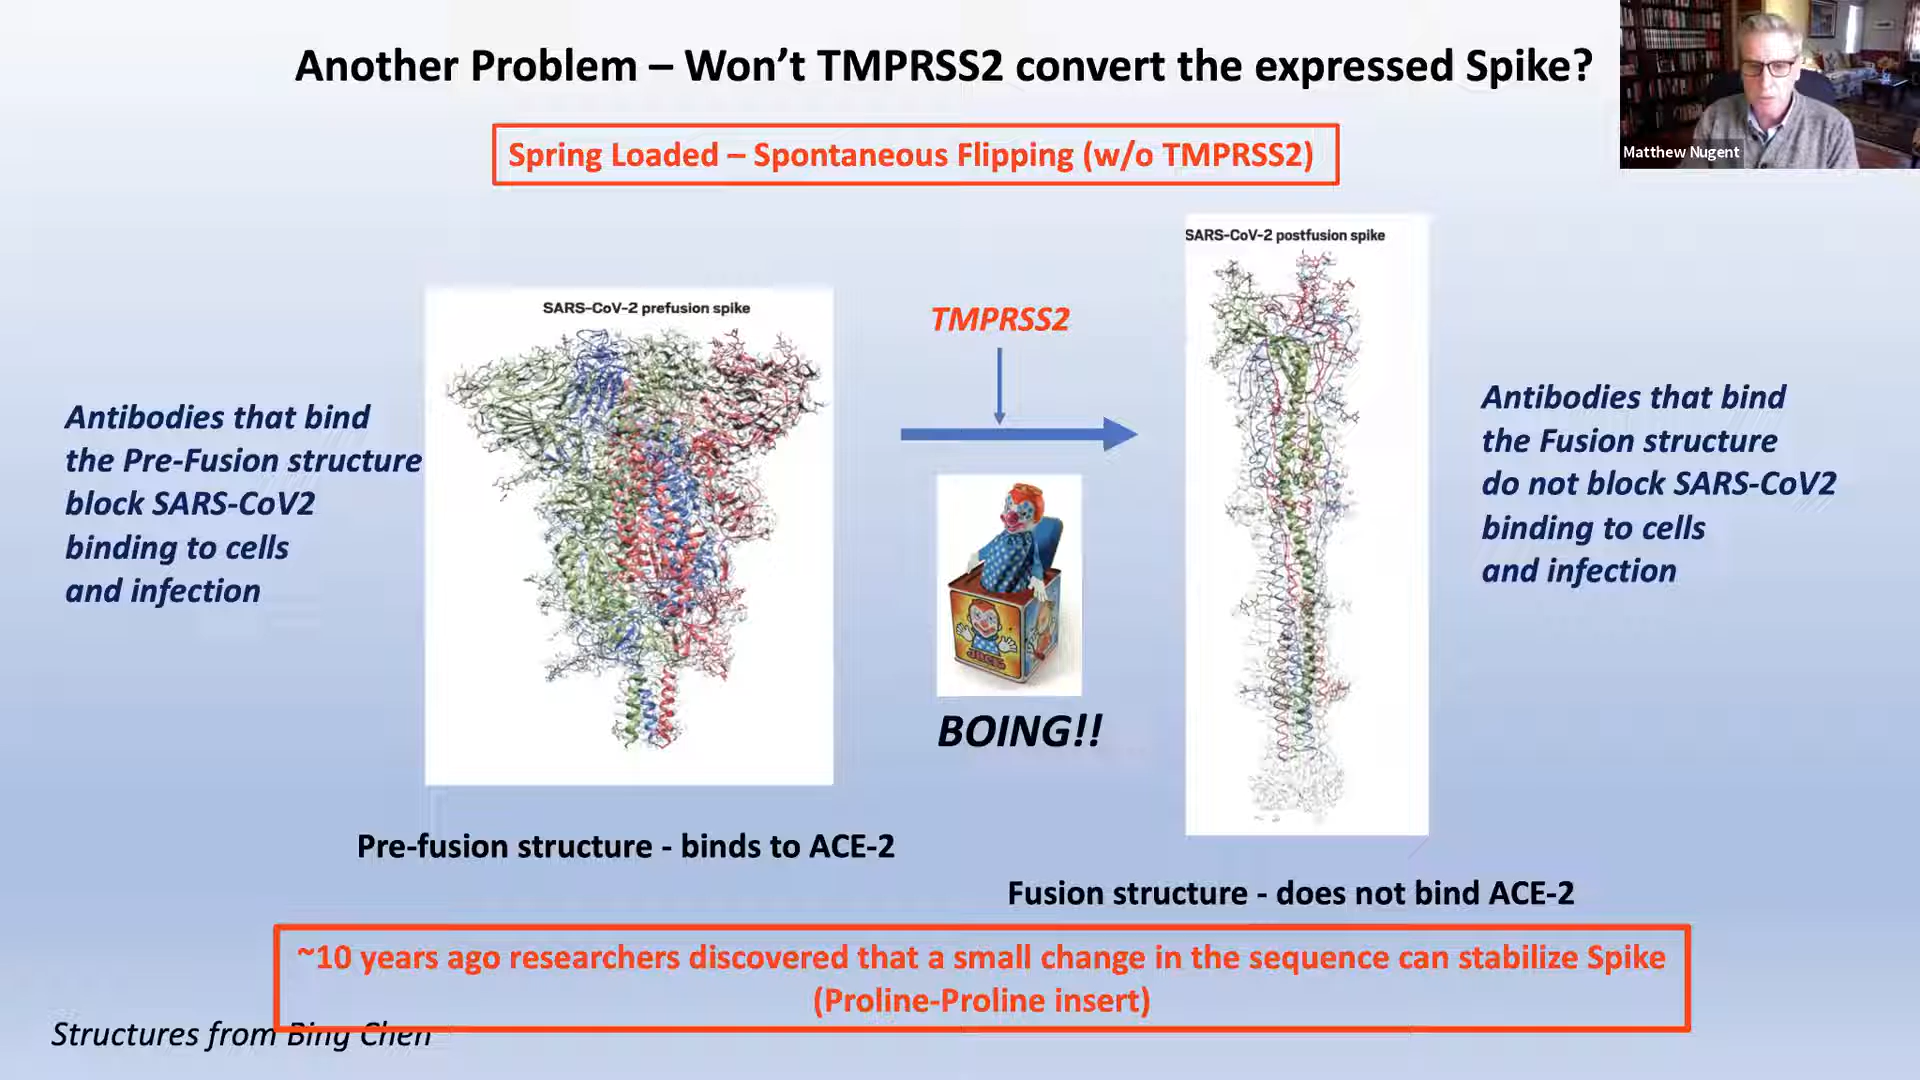 Another Problem – Won't TMPRSS2 convert the expressed Spike?
Matthew Nugent
Spring Loaded – Spontaneous Flipping (w/o TMPRSS2)
SARS-CoV-2 postfusion spike
SARS-CoV-2 prefusion spike
TMPRSS2
Antibodies that bind
the Pre-Fusion structure
block SARS-CoV2
binding to cells
and infection
Antibodies that bind
the Fusion structure
do not block SARS-CoV2
binding to cells
and infection
JACK
BOING!!
Pre-fusion structure - binds to ACE-2
Fusion structure - does not bind ACE-2
~10 years ago researchers discovered that a small change in the sequence can stabilize Spike
(Proline-Proline insert)
Structures from Bing Chen